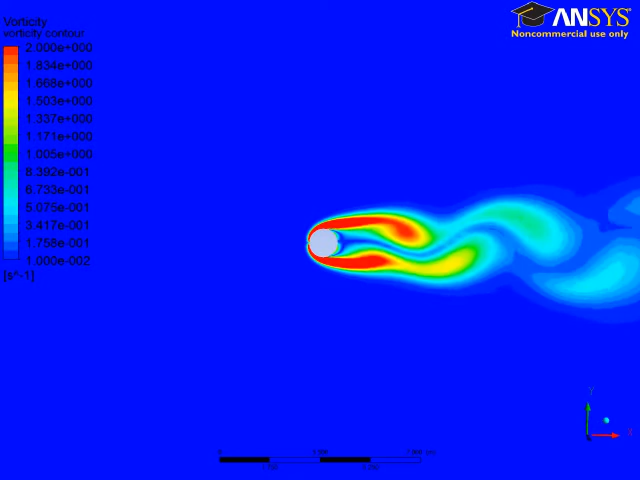 ANSYS
Noncommercial use only
Vorticity
vorticity contour
2.000e+000
1.834e+000
1.668e+000
1.503e+000
1.337e+000
1.171e+000
1.005e+000
8.392e-001
6.733e-001
5.075e-001
3.417e-001
1.758e-001
1.000e-002
[s^-1]
Y